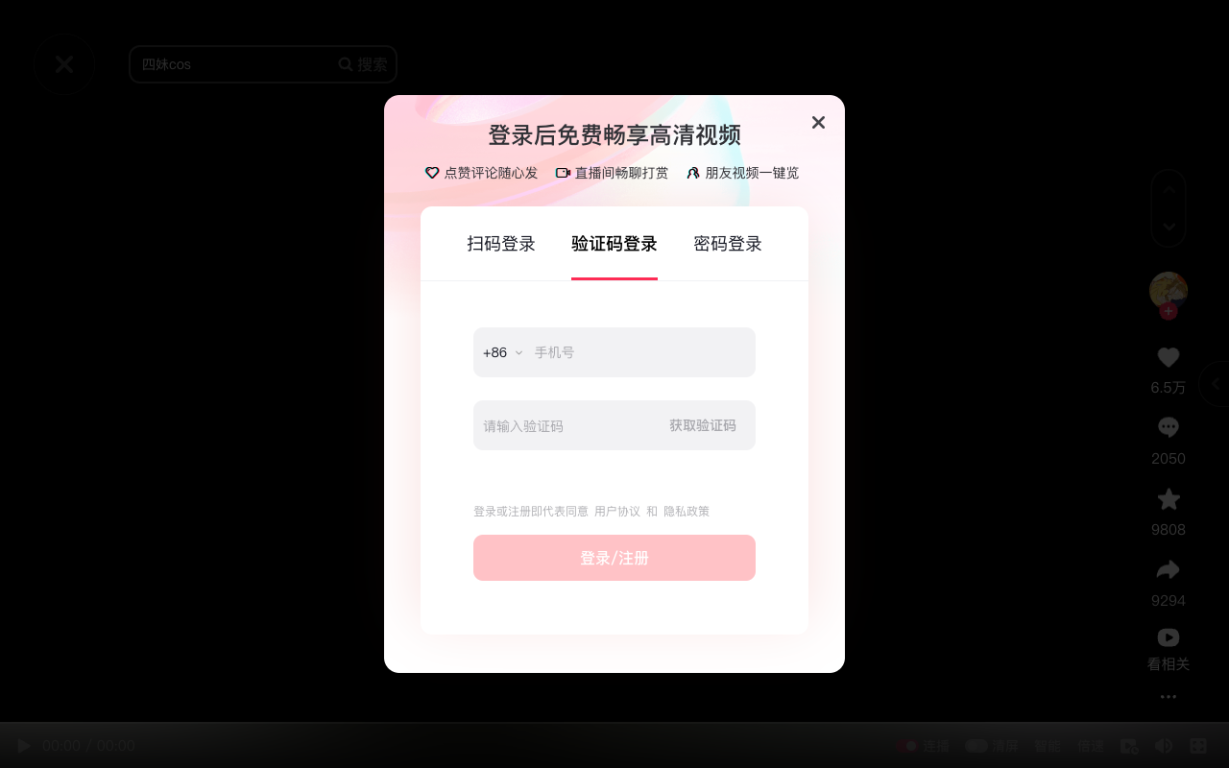 四妹cos 搜索
登录后免费畅享高清视频
点赞评论随心发 直播间畅聊打赏 朋友视频一键览
扫码登录 验证码登录 密码登录
+86 手机号
请输入验证码 获取验证码
登录或注册即代表同意 用户协议 和 隐私政策
登录/注册
6.5万
2050
9808
9294
看相关
00:00 / 00:00 连播 清屏 智能 倍速